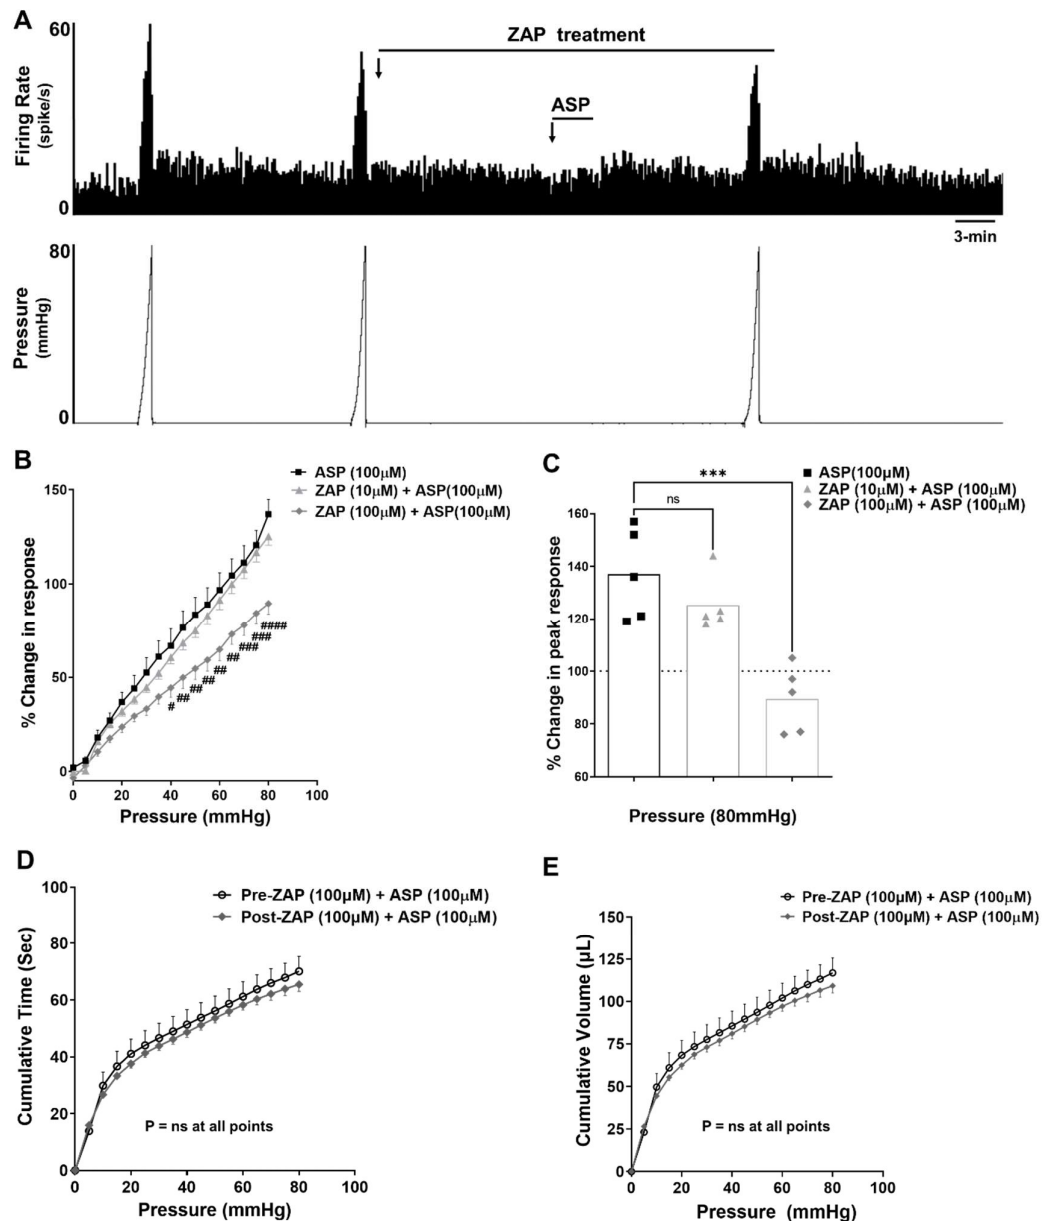 A
60
ZAP treatment
ASP
Firing Rate
(spike/s)
0
3-min
80
Pressure
(mmHg)
0
B
ASP (100μM)
ZAP (10μM) + ASP(100μM)
ZAP (100μM) + ASP(100μM)
150
100
50
0
% Change in response
####
###
###
##
##
##
##
##
#
0 20 40 60 80 100
Pressure (mmHg)
C
***
ns
ASP(100μM)
ZAP (10μM) + ASP (100μM)
ZAP (100μM) + ASP (100μM)
160
140
120
100
80
60
% Change in peak response
Pressure (80mmHg)
D
Pre-ZAP (100μM) + ASP (100μM)
Post-ZAP (100μM) + ASP (100μM)
100
80
60
40
20
0
Cumulative Time (Sec)
P = ns at all points
0 20 40 60 80 100
Pressure (mmHg)
E
Pre-ZAP (100μM) + ASP (100μM)
Post-ZAP (100μM) + ASP (100μM)
150
125
100
75
50
25
0
Cumulative Volume (μL)
P = ns at all points
0 20 40 60 80 100
Pressure (mmHg)